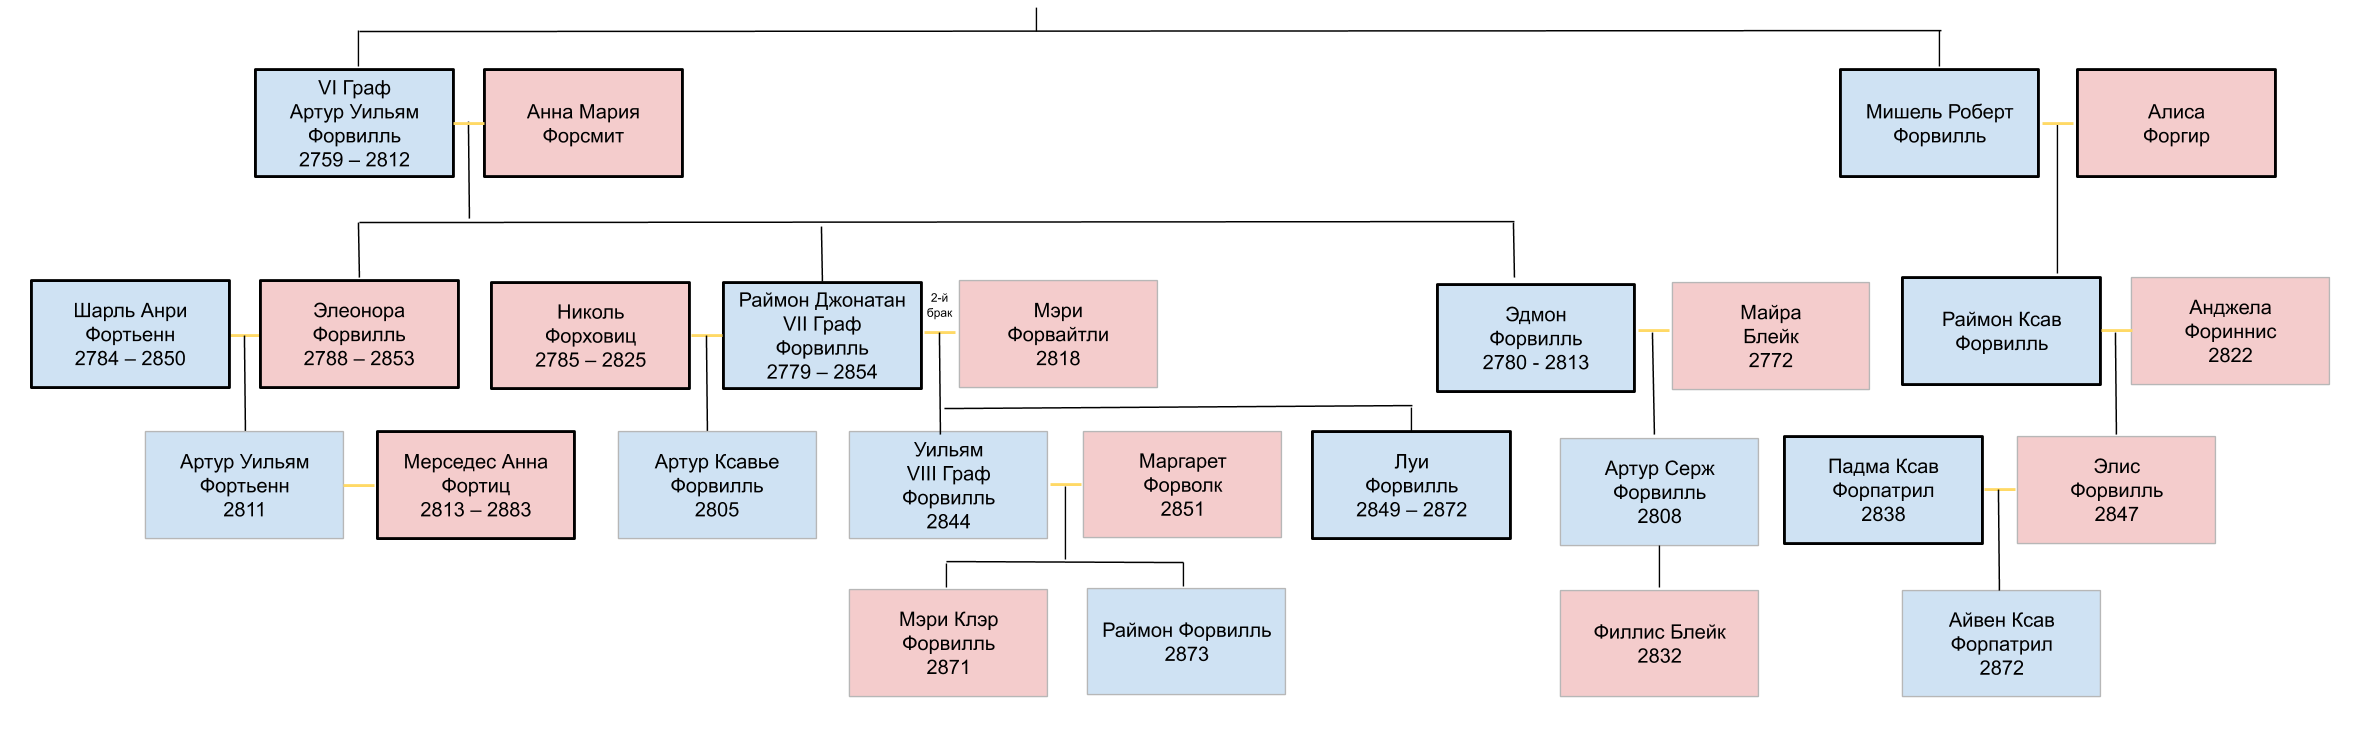 VI Граф
Артур Уильям
Форвилль
2759 – 2812
Анна Мария
Форсмит
Мишель Роберт
Форвилль
Алиса
Форгир
Шарль Анри
Фортьенн
2784 – 2850
Элеонора
Форвилль
2788 – 2853
Николь
Форховиц
2785 – 2825
Раймон Джонатан
VII Граф
Форвилль
2779 – 2854
2-й
брак
Мэри
Форвайтли
2818
Эдмон
Форвилль
2780 - 2813
Майра
Блейк
2772
Раймон Ксав
Форвилль
Анджела
Фориннис
2822
Артур Уильям
Фортьенн
2811
Мерседес Анна
Фортиц
2813 – 2883
Артур Ксавье
Форвилль
2805
Уильям
VIII Граф
Форвилль
2844
Маргарет
Форволк
2851
Луи
Форвилль
2849 – 2872
Артур Серж
Форвилль
2808
Падма Ксав
Форпатрил
2838
Элис
Форвилль
2847
Мэри Клэр
Форвилль
2871
Раймон Форвилль
2873
Филлис Блейк
2832
Айвен Ксав
Форпатрил
2872